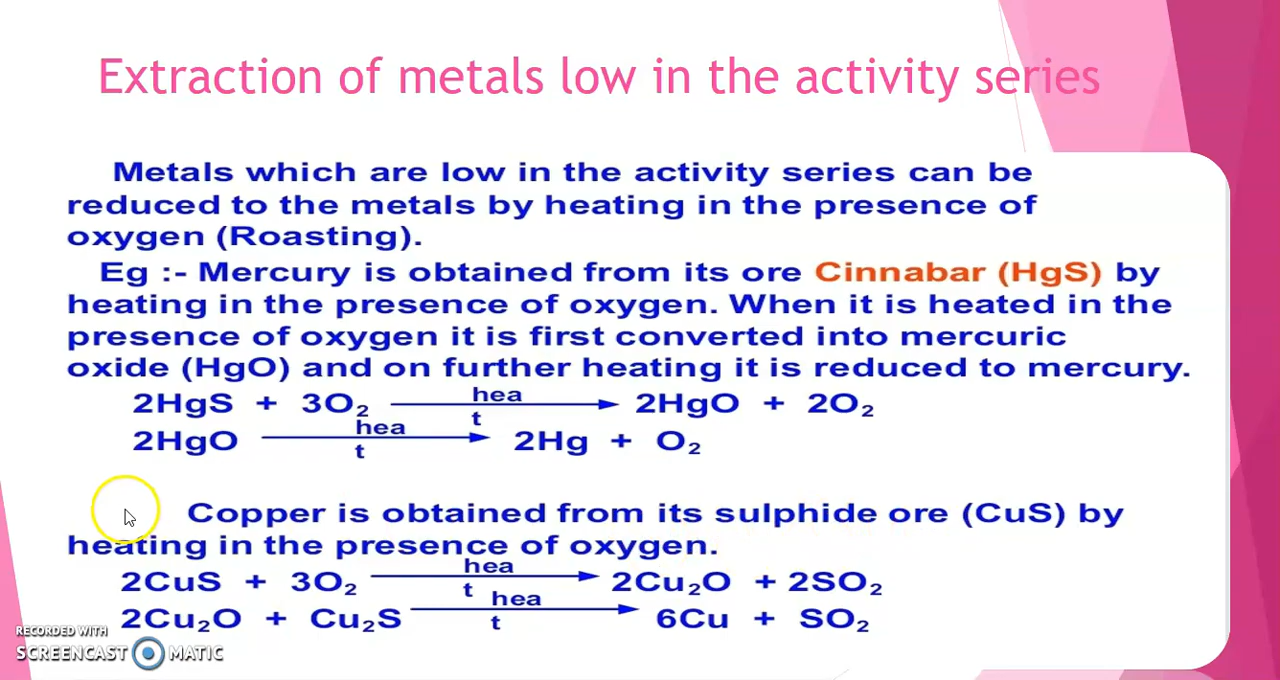 Extraction of metals low in the activity series
Metals which are low in the activity series can be
reduced to the metals by heating in the presence of
oxygen (Roasting).
Eg :- Mercury is obtained from its ore Cinnabar (HgS) by
heating in the presence of oxygen. When it is heated in the
presence of oxygen it is first converted into mercuric
oxide (HgO) and on further heating it is reduced to mercury.
2HgS + 3O₂ hea t → 2HgO + 2O₂
2HgO hea t → 2Hg + O₂
Copper is obtained from its sulphide ore (CuS) by
heating in the presence of oxygen.
2CuS + 3O₂ hea t → 2Cu₂O + 2SO₂
2Cu₂O + Cu₂S hea t → 6Cu + SO₂
RECORDED WITH
SCREENCAST MATIC